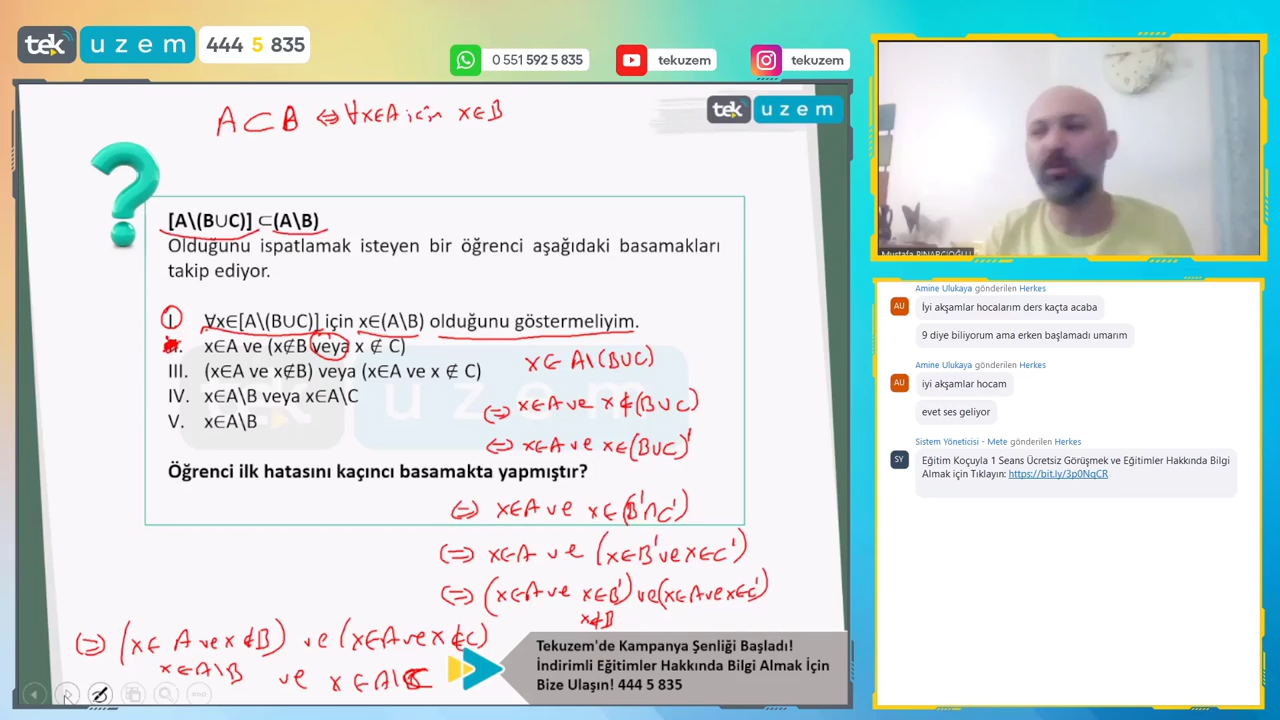 tek uzem 444 5 835
0 551 592 5 835 tekuzem tekuzem
A ⊂ B ⇔ ∀x∈A için x∈B
tek uzem
[A\(B∪C)] ⊂(A\B)
Olduğunu ispatlamak isteyen bir öğrenci aşağıdaki basamakları
takip ediyor.
I. ∀x∈[A\(B∪C)] için x∈(A\B) olduğunu göstermeliyim.
x∈A ve (x∉B veya x ∉ C)
III. (x∈A ve x∉B) veya (x∈A ve x ∉ C)
IV. x∈A\B veya x∈A\C
V. x∈A\B
Öğrenci ilk hatasını kaçıncı basamakta yapmıştır?
x∈ A\(B∪C)
⇔ x∈A ve x∉(B∪C)
⇔ x∈A ve x∈(B∪C)'
⇔ x∈A ve x∈(B'∩C')
⇔ x∈A ve (x∈B' ve x∈C')
⇔ (x∈A ve x∈B') ve (x∈A ve x∈C')
x∉B
⇔ (x∈A ve x∉B) ve (x∈A ve x∉C)
x∈A\B ve x∈A\C
Tekuzem'de Kampanya Şenliği Başladı!
İndirimli Eğitimler Hakkında Bilgi Almak İçin
Bize Ulaşın! 444 5 835
Mustafa PINARCIOĞLU
Amine Ulukaya gönderilen Herkes
AU
İyi akşamlar hocalarım ders kaçta acaba
9 diye biliyorum ama erken başlamadı umarım
Amine Ulukaya gönderilen Herkes
AU
iyi akşamlar hocam
evet ses geliyor
Sistem Yöneticisi - Mete gönderilen Herkes
SY
Eğitim Koçuyla 1 Seans Ücretsiz Görüşmek ve Eğitimler Hakkında Bilgi
Almak için Tıklayın: https://bit.ly/3p0NqCR